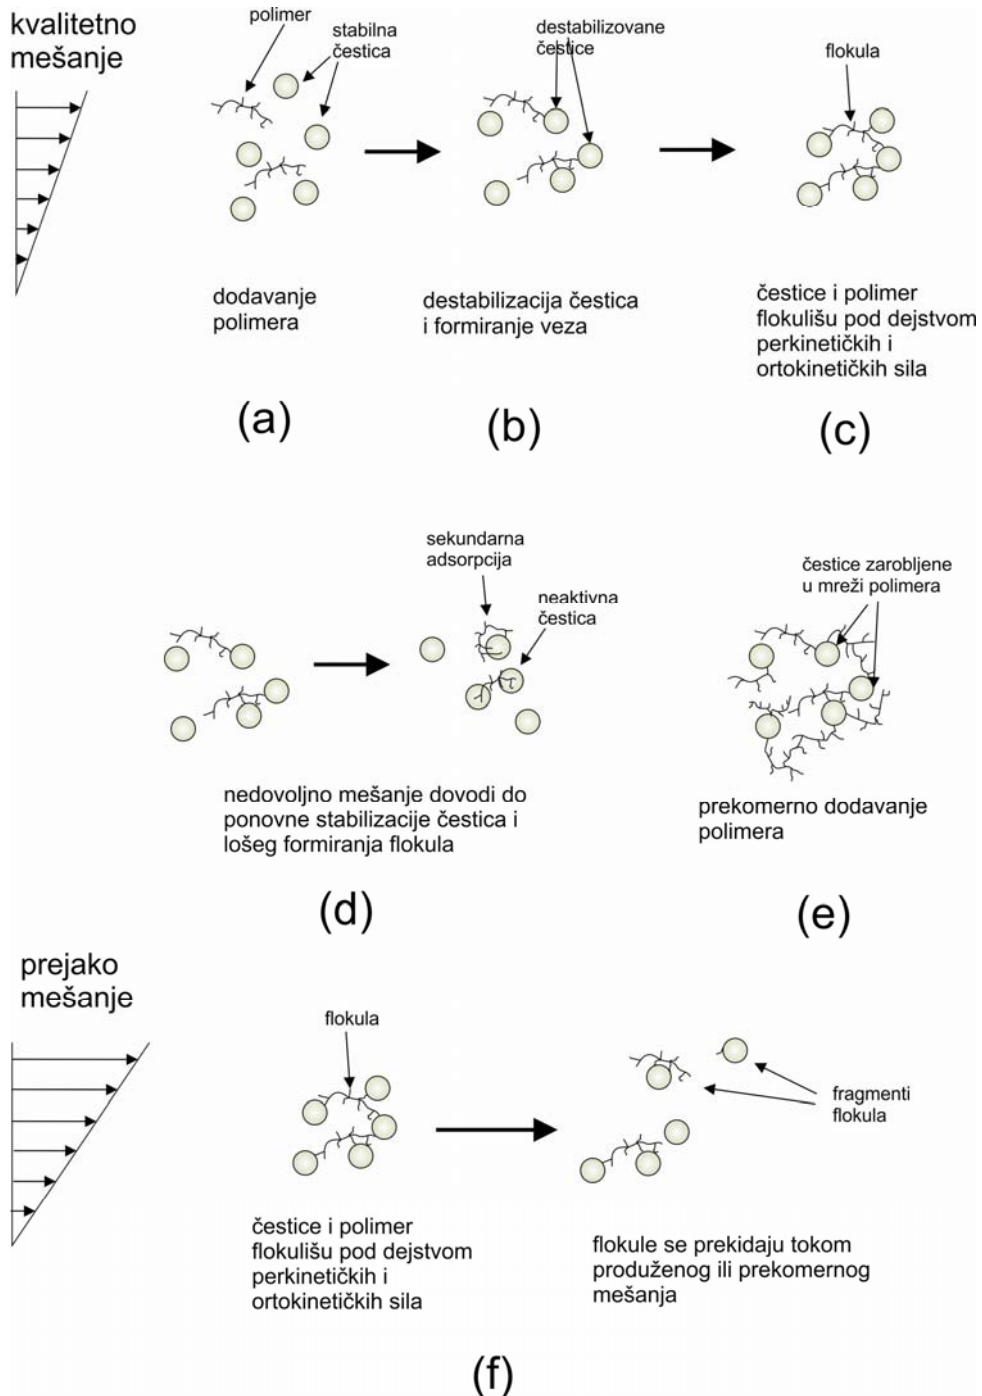 kvalitetno
mešanje
polimer
stabilna
čestica
destabilizovane
čestice
flokula
dodavanje
polimera
destabilizacija čestica
i formiranje veza
čestice i polimer
flokulišu pod dejstvom
perkinetičkih i
ortokinetičkih sila
(a)
(b)
(c)
sekundarna
adsorpcija
neaktivna
čestica
čestice zarobljene
u mreži polimera
nedovoljno mešanje dovodi do
ponovne stabilizacije čestica i
lošeg formiranja flokula
prekomerno dodavanje
polimera
(d)
(e)
prejako
mešanje
flokula
fragmenti
flokula
čestice i polimer
flokulišu pod dejstvom
perkinetičkih i
ortokinetičkih sila
flokule se prekidaju tokom
produženog ili prekomernog
mešanja
(f)